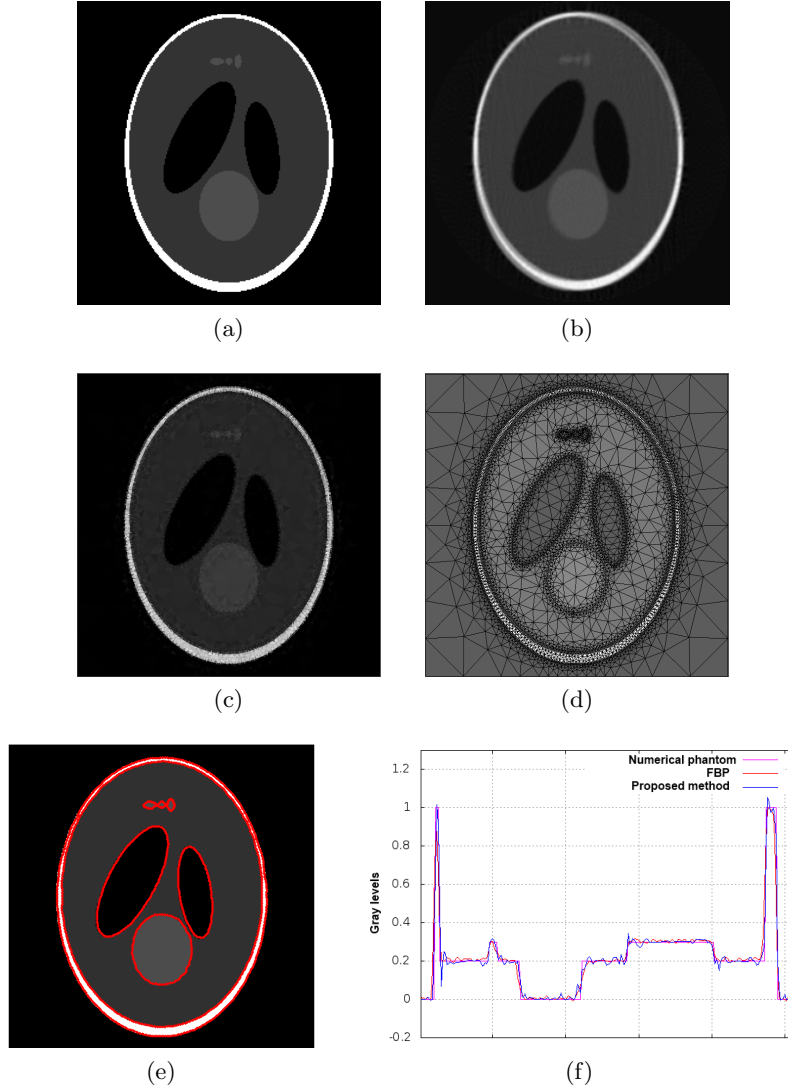 (a)
(b)
(c)
(d)
(e)
Numerical phantom
FBP
Proposed method
1.2
1
0.8
0.6
0.4
0.2
0
-0.2
Gray levels
(f)